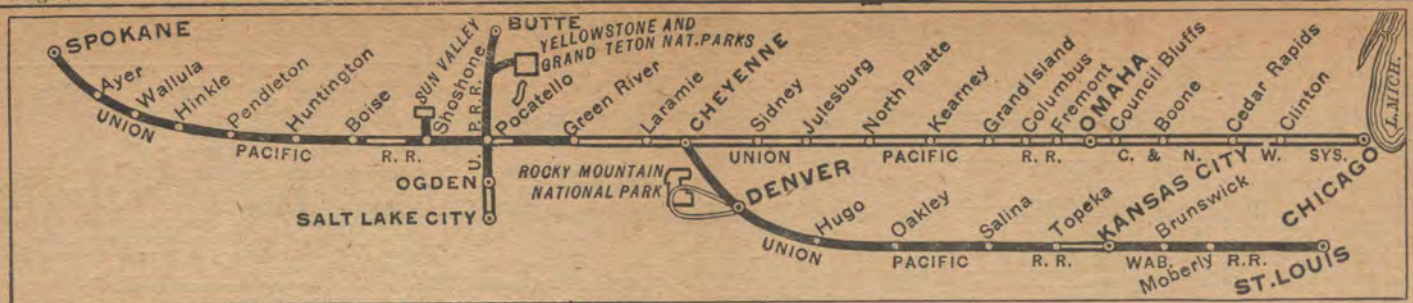 SPOKANE
Ayer
Wallula
Hinkle
Pendleton
Huntington
Boise
SUN VALLEY
Shoshone
UNION
PACIFIC
R. R.
BUTTE
YELLOWSTONE AND
GRAND TETON NAT. PARKS
U. P. R. R.
Pocatello
OGDEN
SALT LAKE CITY
Green River
Laramie
CHEYENNE
Sidney
Julesburg
North Platte
Kearney
Grand Island
Columbus
Fremont
OMAHA
Council Bluffs
Boone
Cedar Rapids
Clinton
L. MICH.
CHICAGO
UNION
PACIFIC
R. R.
C. & N. W. SYS.
ROCKY MOUNTAIN
NATIONAL PARK
DENVER
Hugo
Oakley
Salina
Topeka
KANSAS CITY
Brunswick
Moberly
ST. LOUIS
UNION
PACIFIC
R. R.
WAB.
R. R.